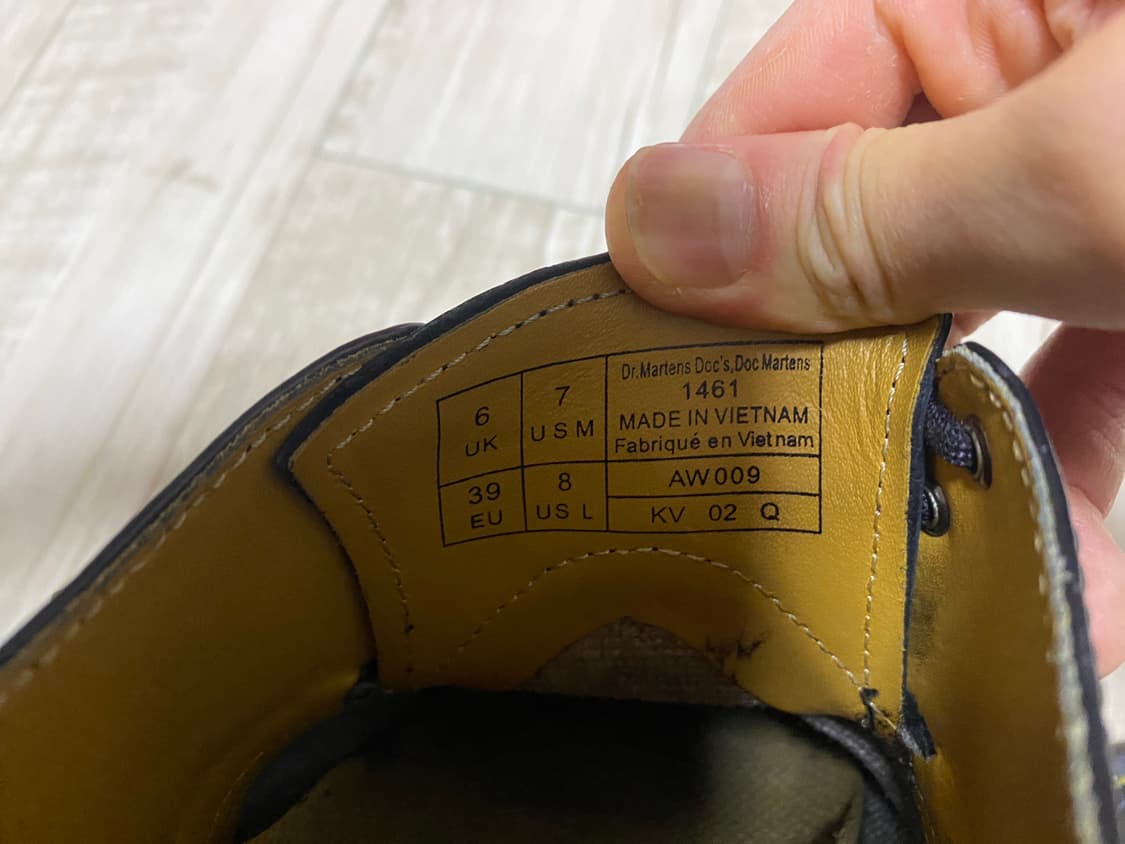 6
UK
7
US M
39
EU
8
US L
Dr.Martens Doc's,Doc Martens
1461
MADE IN VIETNAM
Fabriqué en Vietnam
AW009
KV 02 Q